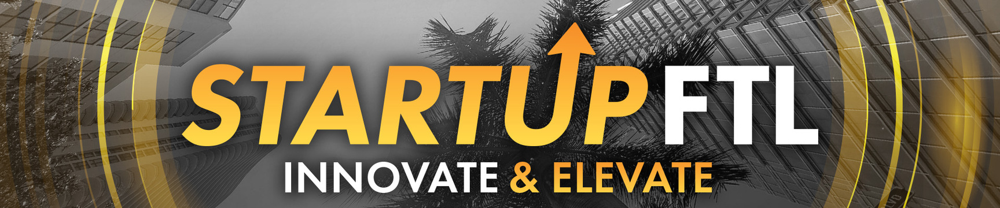 STARTUP FTL
INNOVATE & ELEVATE